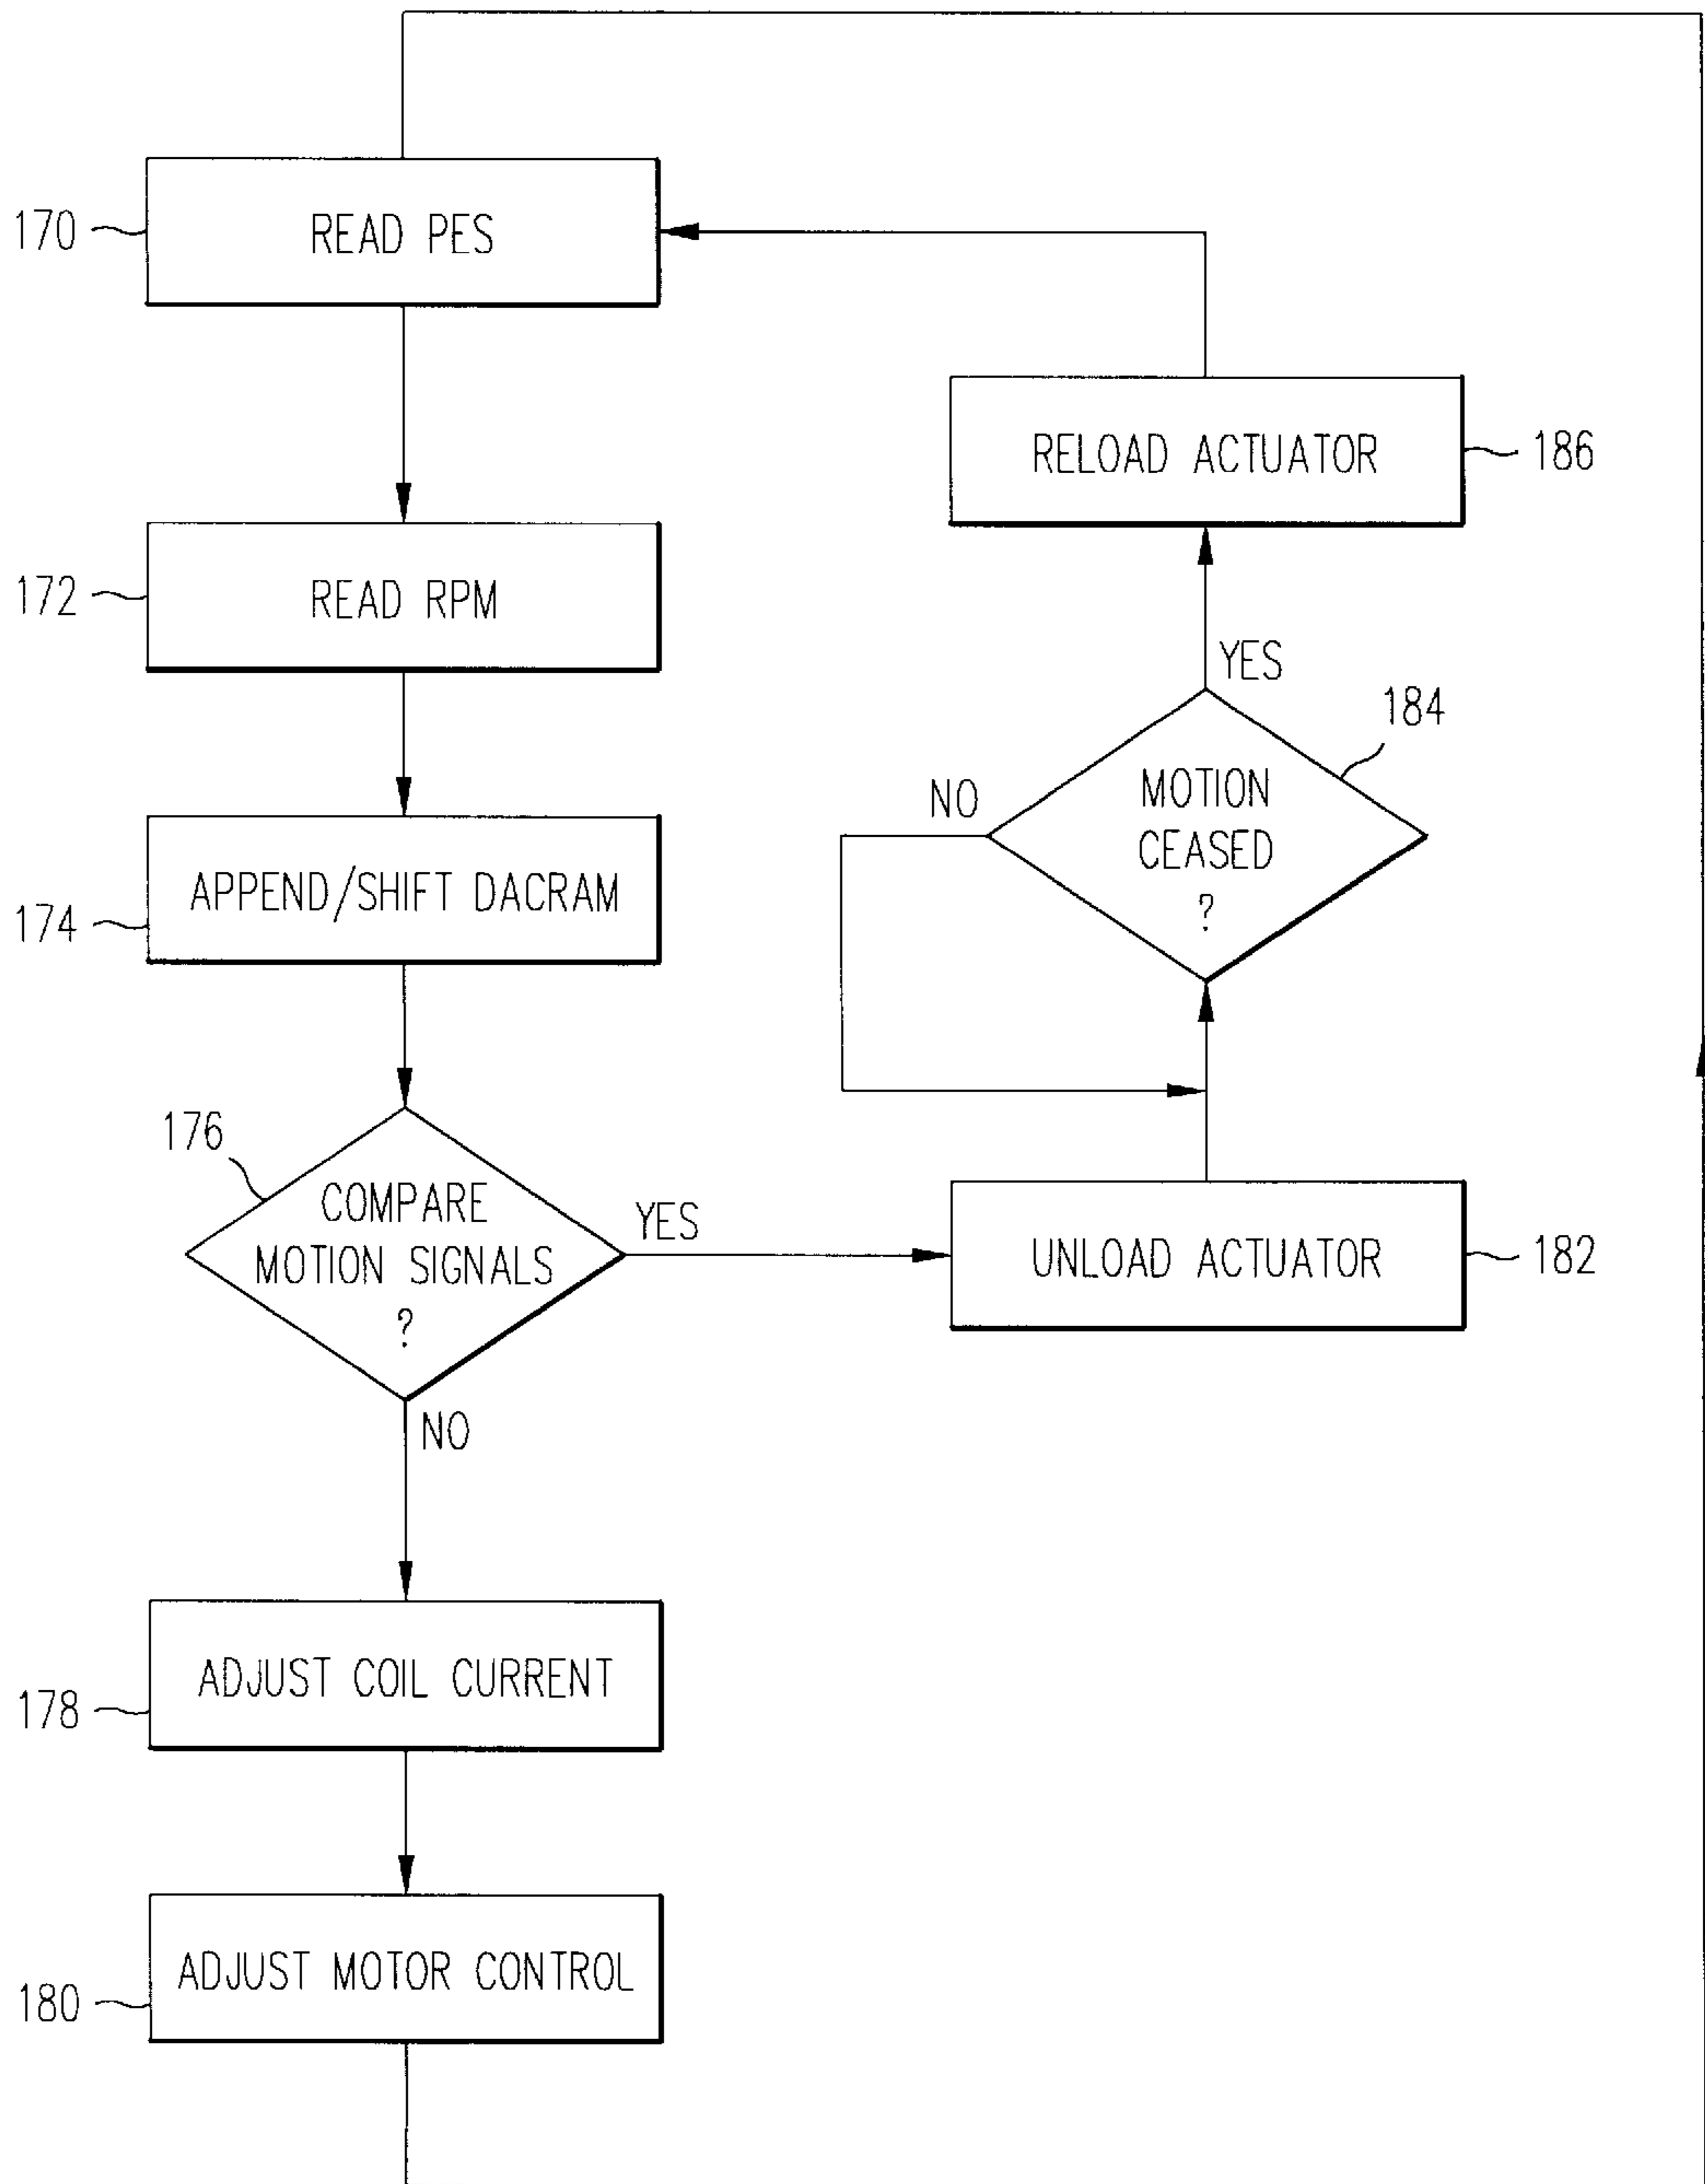 170
READ PES
172
READ RPM
174
APPEND/SHIFT DACRAM
176
COMPARE
MOTION SIGNALS
?
YES
NO
178
ADJUST COIL CURRENT
180
ADJUST MOTOR CONTROL
UNLOAD ACTUATOR
182
MOTION
CEASED
?
184
NO
YES
RELOAD ACTUATOR
186